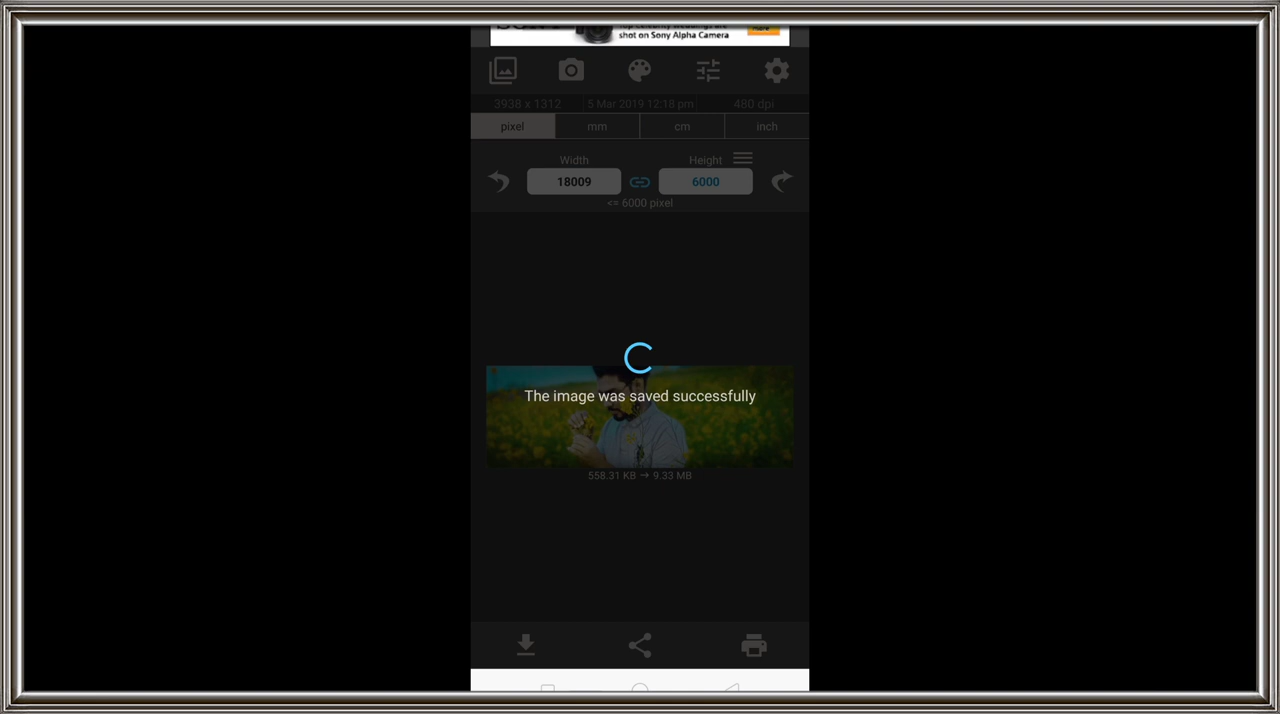 shot on Sony Alpha Camera
3938 x 1312 5 Mar 2019 12:18 pm 480 dpi
pixel mm cm inch
Width Height
18009 6000
<= 6000 pixel
The image was saved successfully
558.31 KB → 9.33 MB